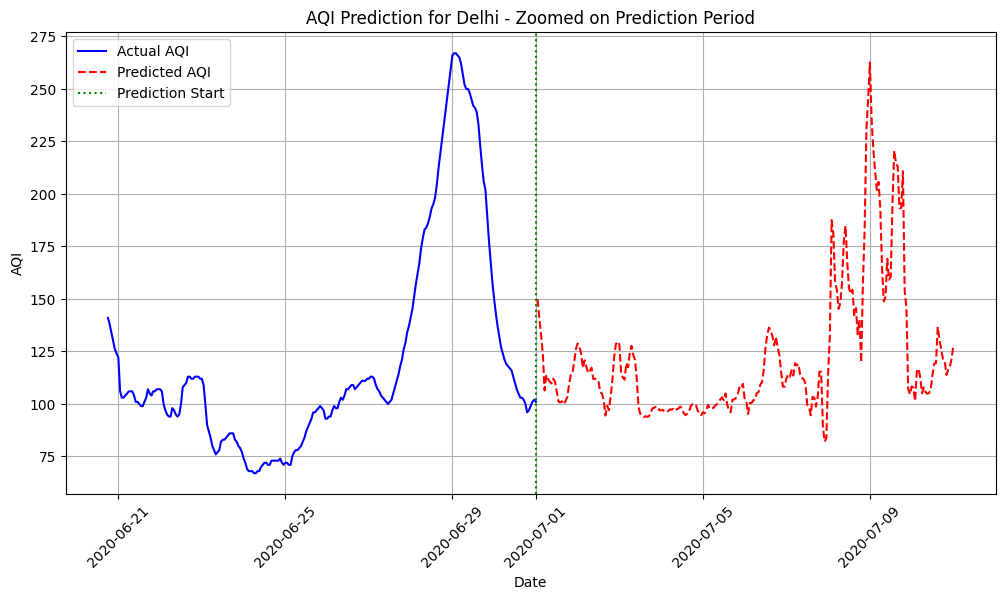 AQI Prediction for Delhi - Zoomed on Prediction Period
Actual AQI
Predicted AQI
Prediction Start
275
250
225
200
175
150
125
100
75
AQI
2020-06-21
2020-06-25
2020-06-29
2020-07-01
2020-07-05
2020-07-09
Date